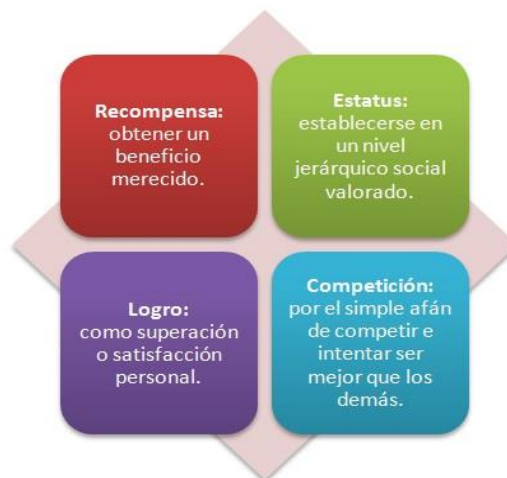 Recompensa:
obtener un
beneficio
merecido.
Estatus:
establecerse en
un nivel
jerárquico social
valorado.
Logro:
como superación
o satisfacción
personal.
Competición:
por el simple afán
de competir e
intentar ser
mejor que los
demás.